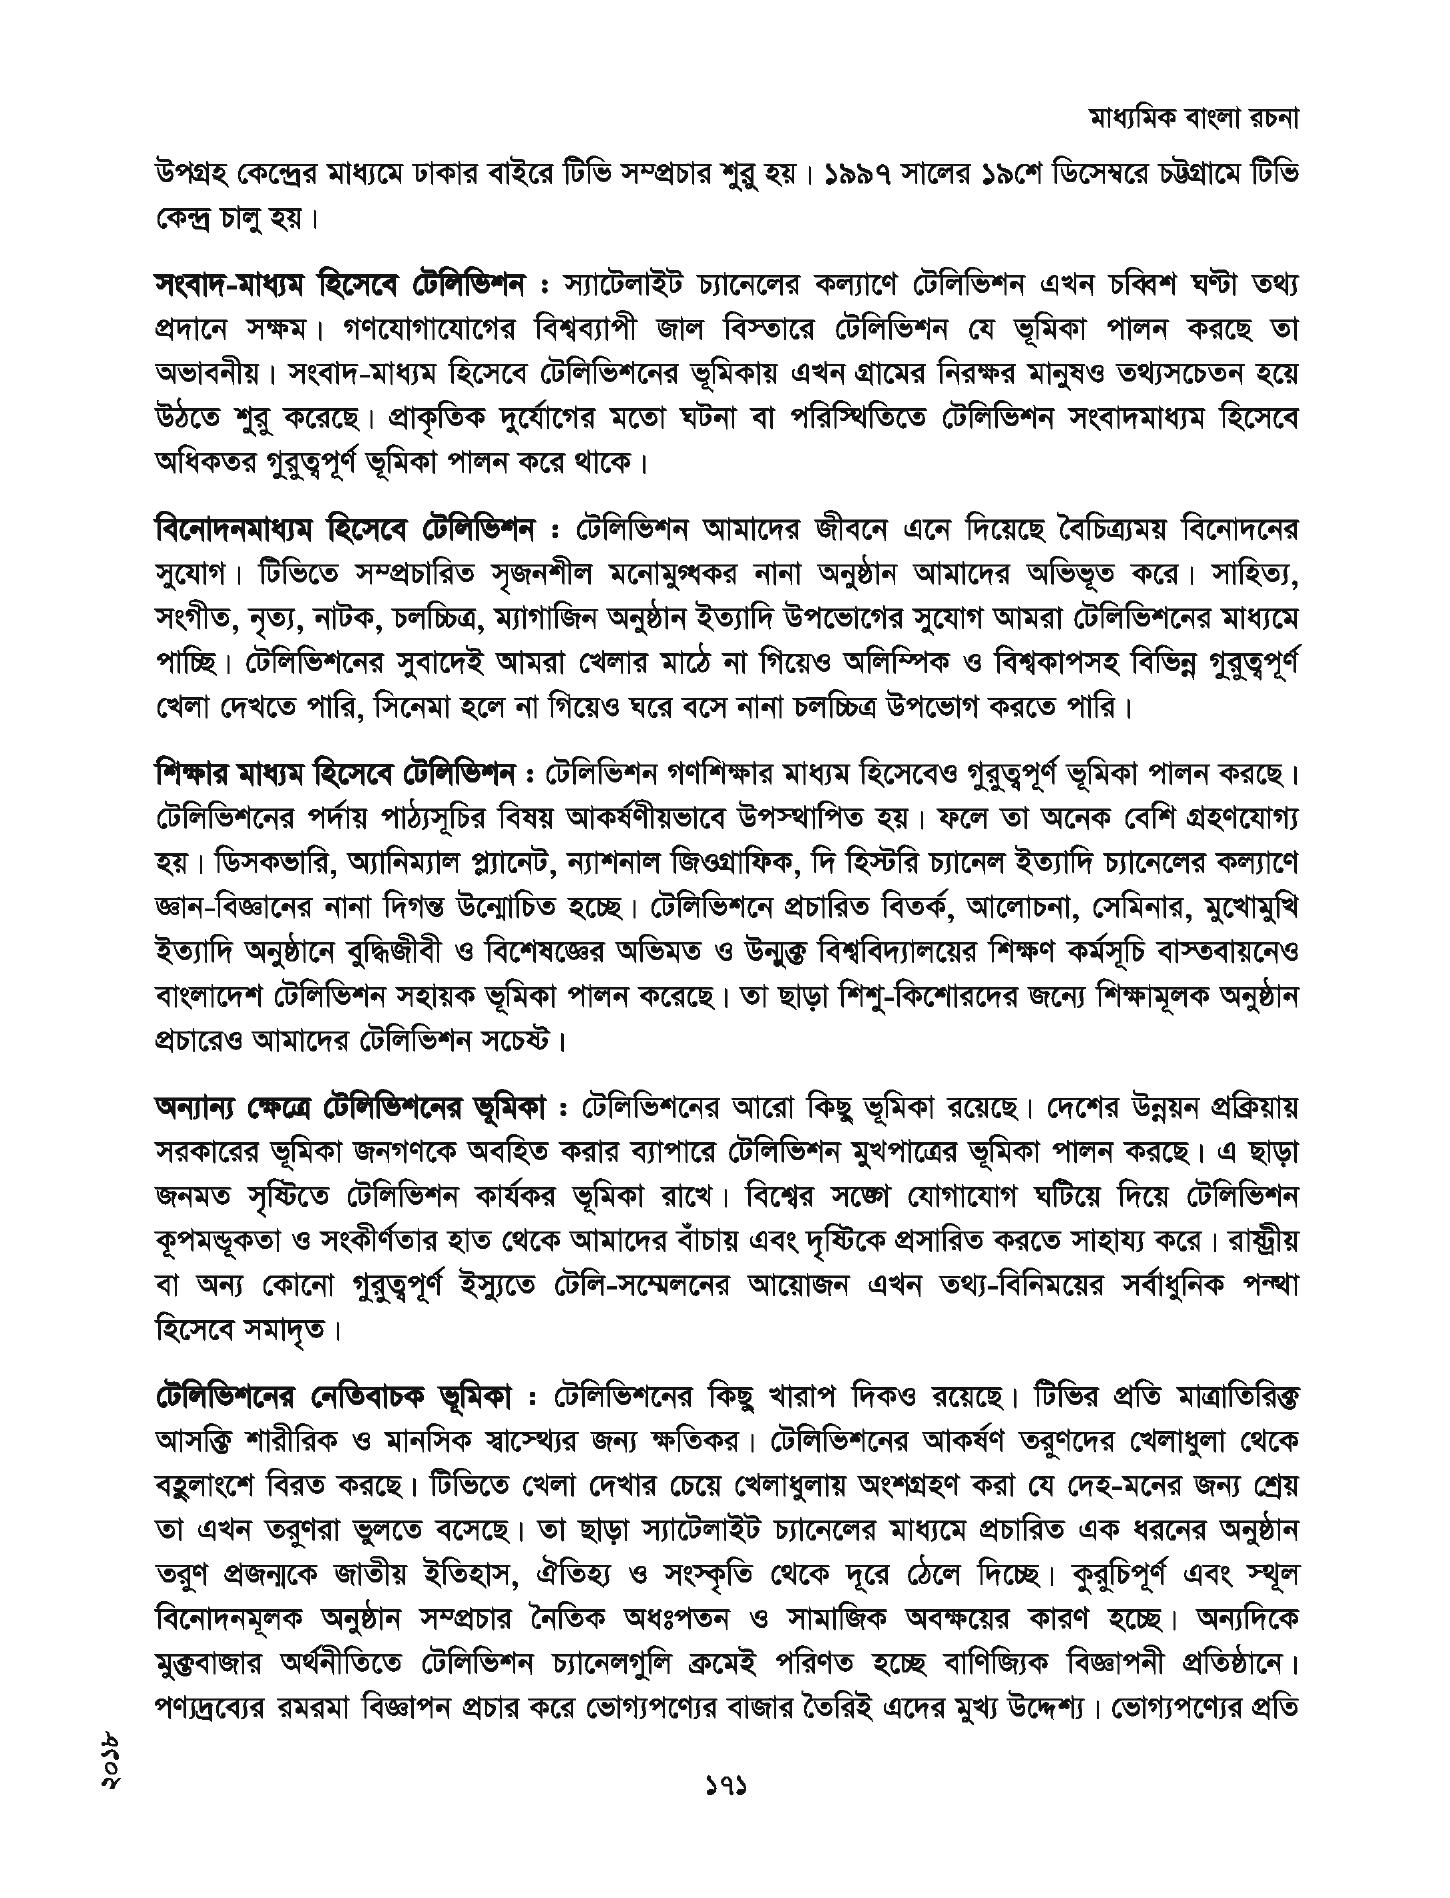 মাধ্যমিক বাংলা রচনা
উপগ্রহ কেন্দ্রের মাধ্যমে ঢাকার বাইরে টিভি সম্প্রচার শুরু হয়। ১৯৯৭ সালের ১৯শে ডিসেম্বরে চট্টগ্রামে টিভি
কেন্দ্র চালু হয়।
সংবাদ-মাধ্যম হিসেবে টেলিভিশন : স্যাটেলাইট চ্যানেলের কল্যাণে টেলিভিশন এখন চব্বিশ ঘণ্টা তথ্য
প্রদানে সক্ষম। গণযোগাযোগের বিশ্বব্যাপী জাল বিস্তারে টেলিভিশন যে ভূমিকা পালন করছে তা
অভাবনীয়। সংবাদ-মাধ্যম হিসেবে টেলিভিশনের ভূমিকায় এখন গ্রামের নিরক্ষর মানুষও তথ্যসচেতন হয়ে
উঠতে শুরু করেছে। প্রাকৃতিক দুর্যোগের মতো ঘটনা বা পরিস্থিতিতে টেলিভিশন সংবাদমাধ্যম হিসেবে
অধিকতর গুরুত্বপূর্ণ ভূমিকা পালন করে থাকে।
বিনোদনমাধ্যম হিসেবে টেলিভিশন : টেলিভিশন আমাদের জীবনে এনে দিয়েছে বৈচিত্র্যময় বিনোদনের
সুযোগ। টিভিতে সম্প্রচারিত সৃজনশীল মনোমুগ্ধকর নানা অনুষ্ঠান আমাদের অভিভূত করে। সাহিত্য,
সংগীত, নৃত্য, নাটক, চলচ্চিত্র, ম্যাগাজিন অনুষ্ঠান ইত্যাদি উপভোগের সুযোগ আমরা টেলিভিশনের মাধ্যমে
পাচ্ছি। টেলিভিশনের সুবাদেই আমরা খেলার মাঠে না গিয়েও অলিম্পিক ও বিশ্বকাপসহ বিভিন্ন গুরুত্বপূর্ণ
খেলা দেখতে পারি, সিনেমা হলে না গিয়েও ঘরে বসে নানা চলচ্চিত্র উপভোগ করতে পারি।
শিক্ষার মাধ্যম হিসেবে টেলিভিশন : টেলিভিশন গণশিক্ষার মাধ্যম হিসেবেও গুরুত্বপূর্ণ ভূমিকা পালন করছে।
টেলিভিশনের পর্দায় পাঠ্যসূচির বিষয় আকর্ষণীয়ভাবে উপস্থাপিত হয়। ফলে তা অনেক বেশি গ্রহণযোগ্য
হয়। ডিসকভারি, অ্যানিম্যাল প্ল্যানেট, ন্যাশনাল জিওগ্রাফিক, দি হিস্টরি চ্যানেল ইত্যাদি চ্যানেলের কল্যাণে
জ্ঞান-বিজ্ঞানের নানা দিগন্ত উন্মোচিত হচ্ছে। টেলিভিশনে প্রচারিত বিতর্ক, আলোচনা, সেমিনার, মুখোমুখি
ইত্যাদি অনুষ্ঠানে বুদ্ধিজীবী ও বিশেষজ্ঞের অভিমত ও উন্মুক্ত বিশ্ববিদ্যালয়ের শিক্ষণ কর্মসূচি বাস্তবায়নেও
বাংলাদেশ টেলিভিশন সহায়ক ভূমিকা পালন করেছে। তা ছাড়া শিশু-কিশোরদের জন্যে শিক্ষামূলক অনুষ্ঠান
প্রচারেও আমাদের টেলিভিশন সচেষ্ট।
অন্যান্য ক্ষেত্রে টেলিভিশনের ভূমিকা : টেলিভিশনের আরো কিছু ভূমিকা রয়েছে। দেশের উন্নয়ন প্রক্রিয়ায়
সরকারের ভূমিকা জনগণকে অবহিত করার ব্যাপারে টেলিভিশন মুখপাত্রের ভূমিকা পালন করছে। এ ছাড়া
জনমত সৃষ্টিতে টেলিভিশন কার্যকর ভূমিকা রাখে। বিশ্বের সঙ্গে যোগাযোগ ঘটিয়ে দিয়ে টেলিভিশন
কূপমন্ডূকতা ও সংকীর্ণতার হাত থেকে আমাদের বাঁচায় এবং দৃষ্টিকে প্রসারিত করতে সাহায্য করে। রাষ্ট্রীয়
বা অন্য কোনো গুরুত্বপূর্ণ ইস্যুতে টেলি-সম্মেলনের আয়োজন এখন তথ্য-বিনিময়ের সর্বাধুনিক পন্থা
হিসেবে সমাদৃত।
টেলিভিশনের নেতিবাচক ভূমিকা : টেলিভিশনের কিছু খারাপ দিকও রয়েছে। টিভির প্রতি মাত্রাতিরিক্ত
আসক্তি শারীরিক ও মানসিক স্বাস্থ্যের জন্য ক্ষতিকর। টেলিভিশনের আকর্ষণ তরুণদের খেলাধুলা থেকে
বহুলাংশে বিরত করছে। টিভিতে খেলা দেখার চেয়ে খেলাধুলায় অংশগ্রহণ করা যে দেহ-মনের জন্য শ্রেয়
তা এখন তরুণরা ভুলতে বসেছে। তা ছাড়া স্যাটেলাইট চ্যানেলের মাধ্যমে প্রচারিত এক ধরনের অনুষ্ঠান
তরুণ প্রজন্মকে জাতীয় ইতিহাস, ঐতিহ্য ও সংস্কৃতি থেকে দূরে ঠেলে দিচ্ছে। কুরুচিপূর্ণ এবং স্থূল
বিনোদনমূলক অনুষ্ঠান সম্প্রচার নৈতিক অধঃপতন ও সামাজিক অবক্ষয়ের কারণ হচ্ছে। অন্যদিকে
মুক্তবাজার অর্থনীতিতে টেলিভিশন চ্যানেলগুলি ক্রমেই পরিণত হচ্ছে বাণিজ্যিক বিজ্ঞাপনী প্রতিষ্ঠানে।
পণ্যদ্রব্যের রমরমা বিজ্ঞাপন প্রচার করে ভোগ্যপণ্যের বাজার তৈরিই এদের মুখ্য উদ্দেশ্য। ভোগ্যপণ্যের প্রতি
২০১৮
১৭১